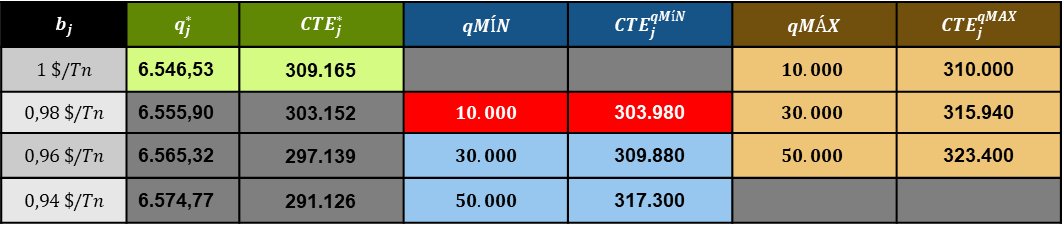 b_j q_j^* CTE_j^* qMÍN CTE_j^{qMÍN} qMÁX CTE_j^{qMAX}
1 $/Tn 6.546,53 309.165 10.000 310.000
0,98 $/Tn 6.555,90 303.152 10.000 303.980 30.000 315.940
0,96 $/Tn 6.565,32 297.139 30.000 309.880 50.000 323.400
0,94 $/Tn 6.574,77 291.126 50.000 317.300